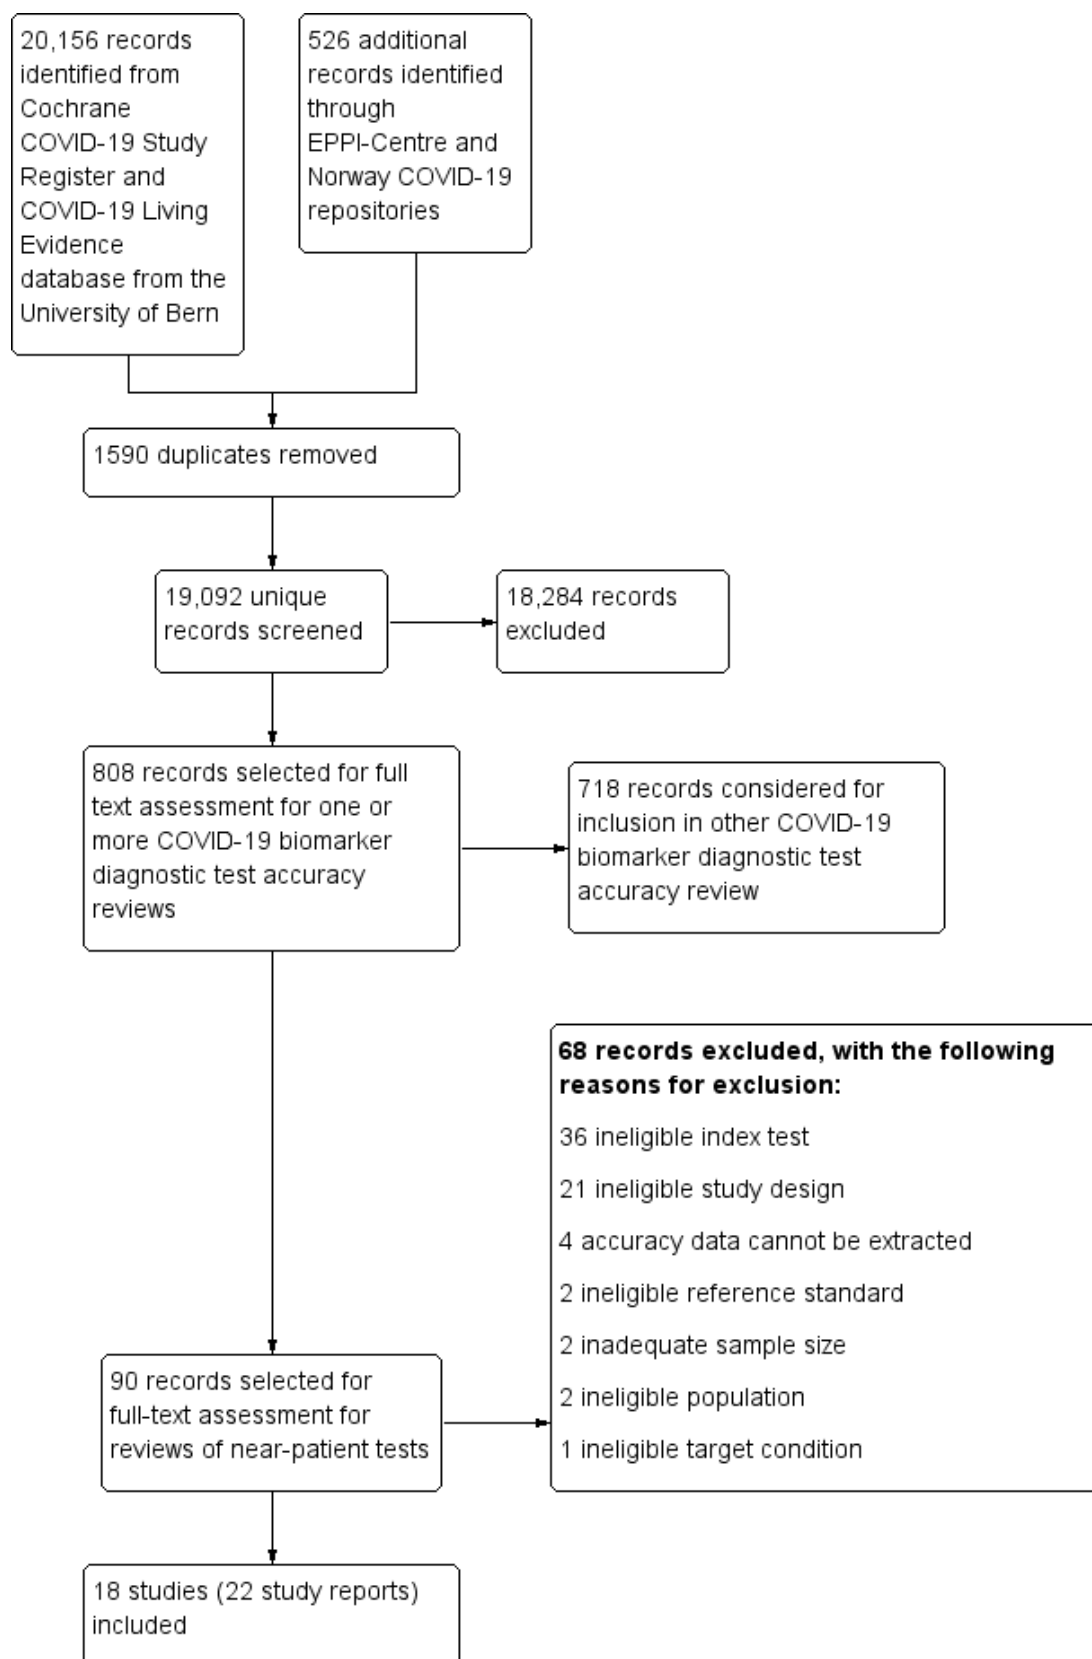 20,156 records
identified from
Cochrane
COVID-19 Study
Register and
COVID-19 Living
Evidence
database from the
University of Bern
526 additional
records identified
through
EPPI-Centre and
Norway COVID-19
repositories
1590 duplicates removed
19,092 unique
records screened
18,284 records
excluded
808 records selected for full
text assessment for one or
more COVID-19 biomarker
diagnostic test accuracy
reviews
718 records considered for
inclusion in other COVID-19
biomarker diagnostic test
accuracy review
68 records excluded, with the following
reasons for exclusion:
36 ineligible index test
21 ineligible study design
4 accuracy data cannot be extracted
2 ineligible reference standard
2 inadequate sample size
2 ineligible population
1 ineligible target condition
90 records selected for
full-text assessment for
reviews of near-patient tests
18 studies (22 study reports)
included